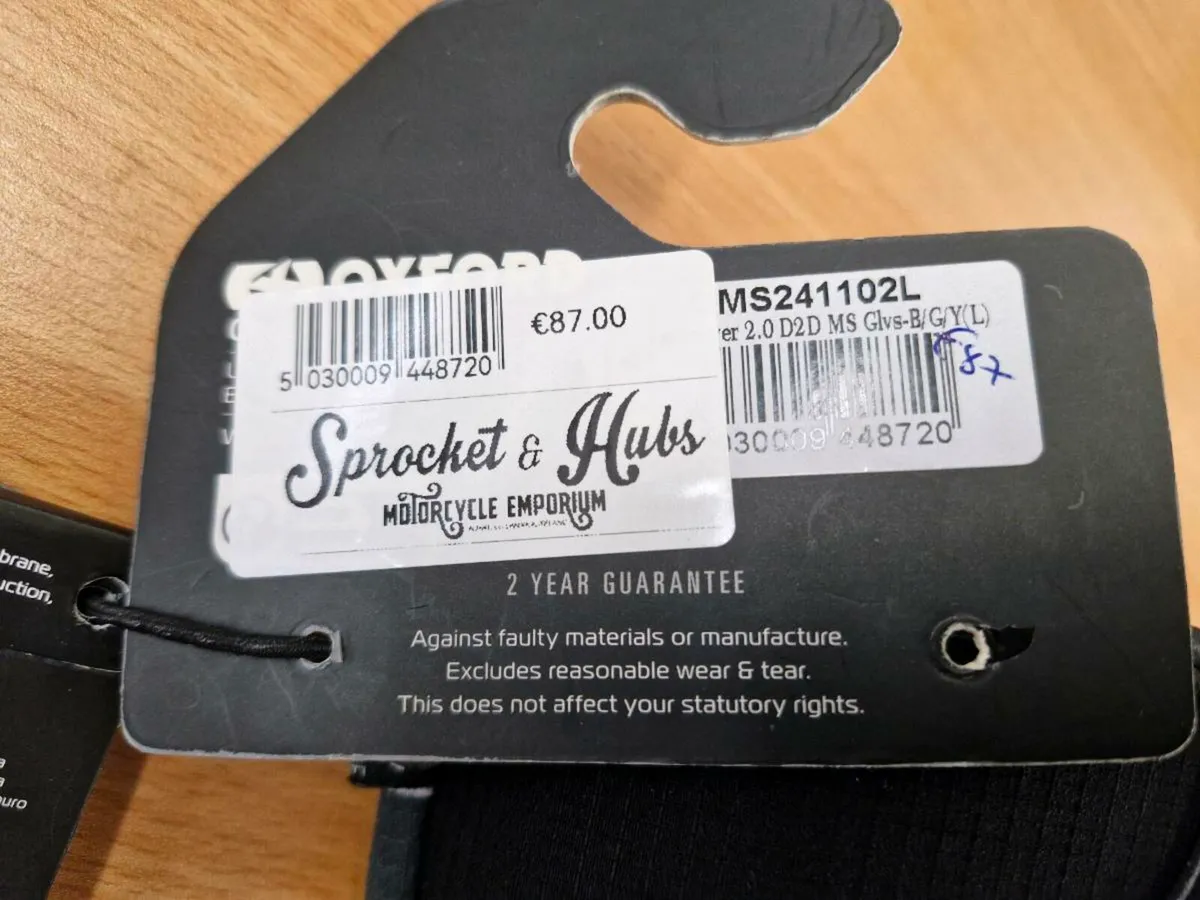 OXFORD
€87.00
5 030009 448720
Sprocket & Hubs
MOTORCYCLE EMPORIUM
MS241102L
2.0 D2D MS Glvs-B/G/Y(L)
€87
030009 448720
2 YEAR GUARANTEE
Against faulty materials or manufacture.
Excludes reasonable wear & tear.
This does not affect your statutory rights.
brane,
uction,
a
a
ouro